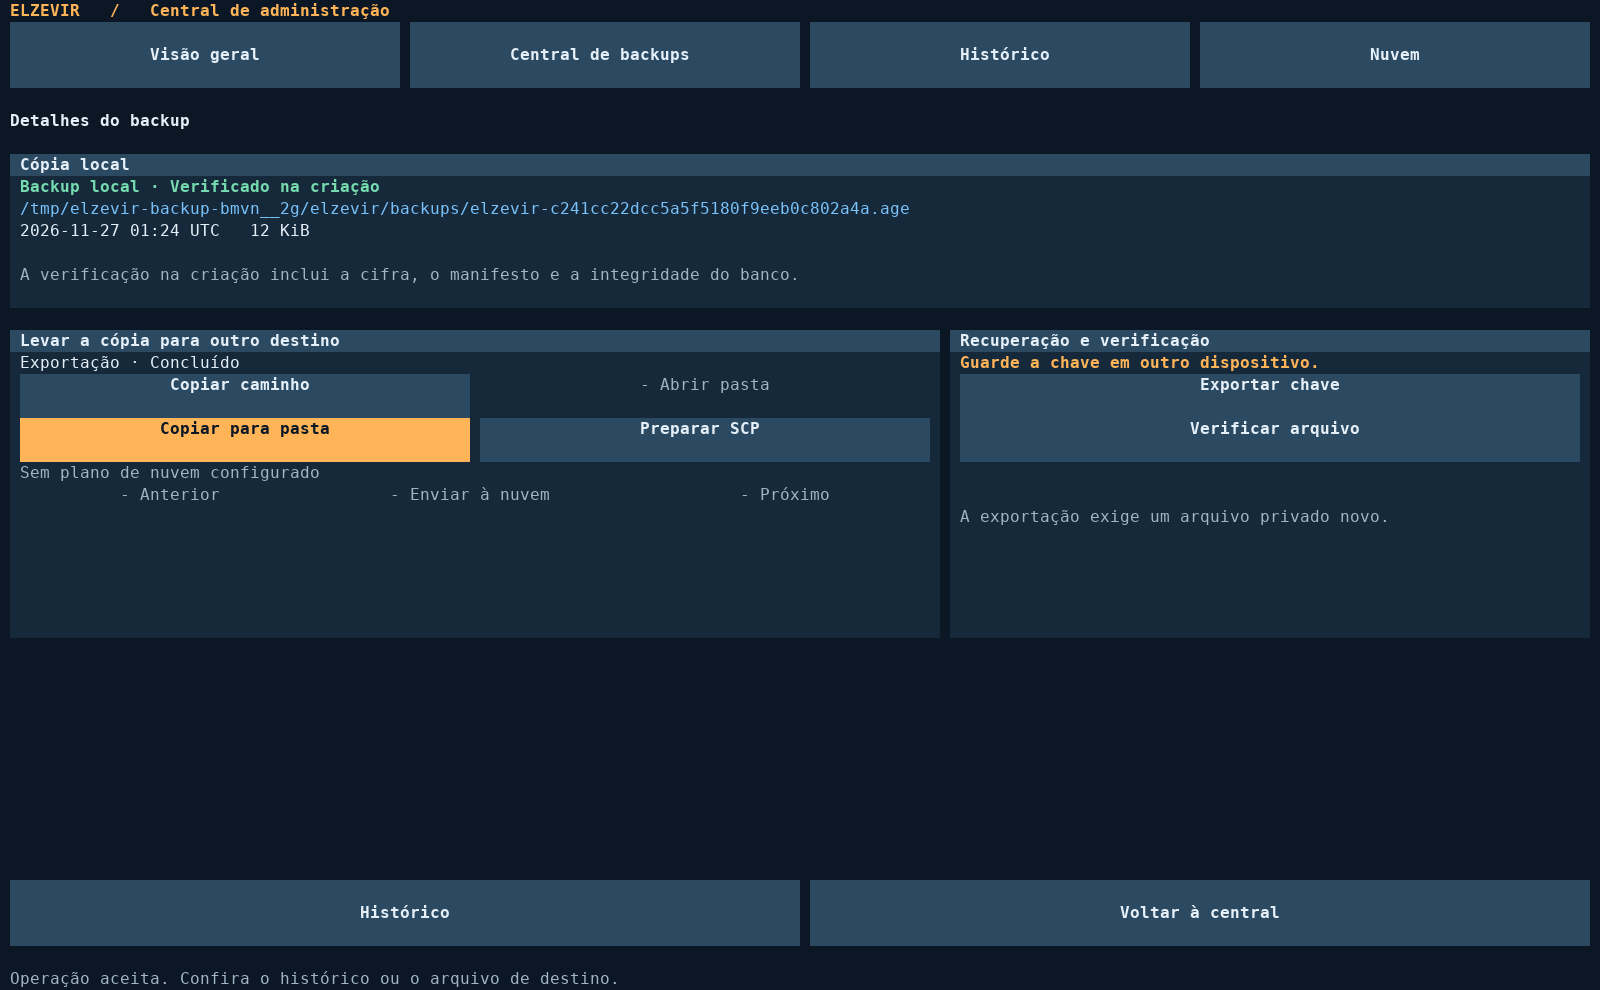 ELZEVIR / Central de administração
Visão geral Central de backups Histórico Nuvem
Detalhes do backup
Cópia local
Backup local · Verificado na criação
/tmp/elzevir-backup-bmvn__2g/elzevir/backups/elzevir-c241cc22dcc5a5f5180f9eeb0c802a4a.age
2026-11-27 01:24 UTC 12 KiB
A verificação na criação inclui a cifra, o manifesto e a integridade do banco.
Levar a cópia para outro destino
Exportação · Concluído
Copiar caminho - Abrir pasta
Copiar para pasta Preparar SCP
Sem plano de nuvem configurado
- Anterior - Enviar à nuvem - Próximo
Recuperação e verificação
Guarde a chave em outro dispositivo.
Exportar chave
Verificar arquivo
A exportação exige um arquivo privado novo.
Histórico Voltar à central
Operação aceita. Confira o histórico ou o arquivo de destino.